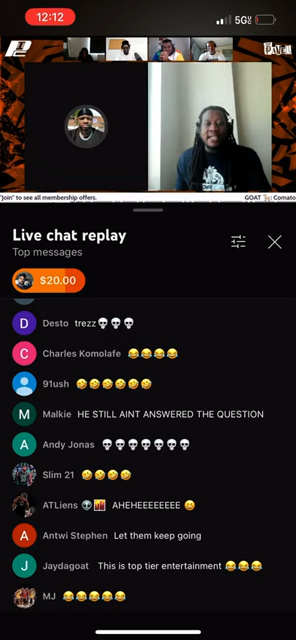 12:12
5G
"Join" to see all membership offers.
GOAT
Comato
Live chat replay
Top messages
$20.00
D
Desto trezz💀💀💀
C
Charles Komolafe 😂😂😂😂
91ush 🤣🤣🤣🤣🤣🤣
M
Malkie HE STILL AINT ANSWERED THE QUESTION
A
Andy Jonas 💀💀💀💀💀💀💀
Slim 21 🤣🤣🤣🤣
ATLiens AHEHEEEEEEEE
A
Antwi Stephen Let them keep going
J
Jaydagoat This is top tier entertainment 😂😂😂
MJ 😂😂😂😂😂